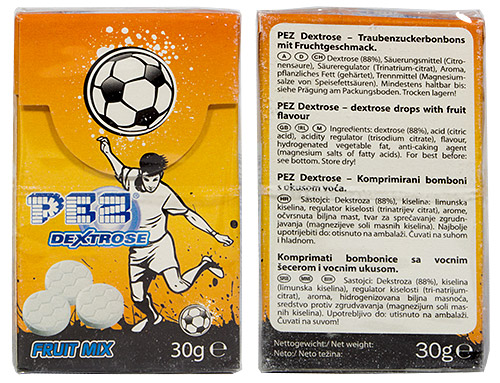 PEZ
DEXTROSE
FRUIT MIX
30g ℮
PEZ Dextrose – Traubenzuckerbonbons
mit Fruchtgeschmack.
A D CH Dextrose (88%), Säuerungsmittel (Citro-
nensaure), Säureregulator (Trinatrium-citrat), Aroma,
pflanzliches Fett (gehärtet), Trennmittel (Magnesium-
salze von Speisefettsäuren). Mindestens haltbar bis:
siehe Prägung am Packungsboden. Trocken lagern!
PEZ Dextrose – dextrose drops with fruit
flavour
GB IRL M Ingredients: dextrose (88%), acid (citric
acid), acidity regulator (trisodium citrate), flavour,
hydrogenated vegetable fat, anti-caking agent
(magnesium salts of fatty acids). For best before:
see bottom. Store dry!
PEZ Dextrose – Komprimirani bomboni
s okusom voća.
HR Sastojci: Dekstroza (88%), kiselina: limunska
kiselina, regulator kiselosti (trinatrijev citrat), arome,
očvrsnuta biljna mast, tvar za sprečavanje zgrudn-
javanja (magnezijeve soli masnih kiselina). Najbolje
upotrijebiti do: otisnuto na ambalaži. Čuvati na suhom
i hladnom.
Komprimati bombonice sa vocnim
šecerom i vocnim ukusom.
SRB MNE BIH Sastojci: Dekstroza (88%), kiselina
(limunska kiselina), regulator kiselosti (tri-natrijum-
citrat), aroma, hidrogenizovana biljna masnoća,
sredstvo protiv zgrudvavanja (magnezijum soli mas-
nih kiselina). Upotrebljivo do: otisnuto na ambalaži.
Čuvati na suvom!
Nettogewicht:/ Net weight:
Neto:/ Neto težina:
30g ℮